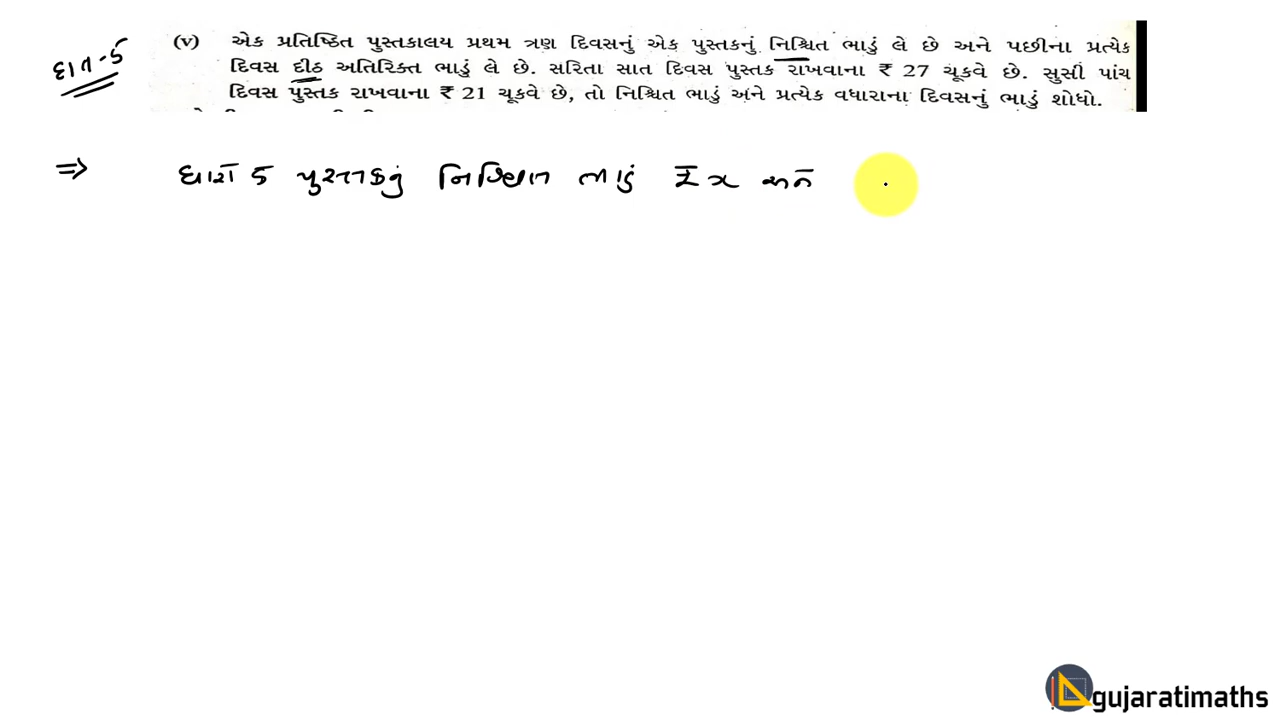 દાત-5
(v) એક પ્રતિષ્ઠિત પુસ્તકાલય પ્રથમ ત્રણ દિવસનું એક પુસ્તકનું નિશ્ચિત ભાડું લે છે અને પછીના પ્રત્યેક
દિવસ દીઠ અતિરિક્ત ભાડું લે છે. સરિતા સાત દિવસ પુસ્તક રાખવાના ₹ 27 ચૂકવે છે. સુસી પાંચ
દિવસ પુસ્તક રાખવાના ₹ 21 ચૂકવે છે, તો નિશ્ચિત ભાડું અને પ્રત્યેક વધારાના દિવસનું ભાડું શોધો.
⇒ ધારો કે પુસ્તકનું નિશ્ચિત ભાડું ₹ x અને
gujaratimaths